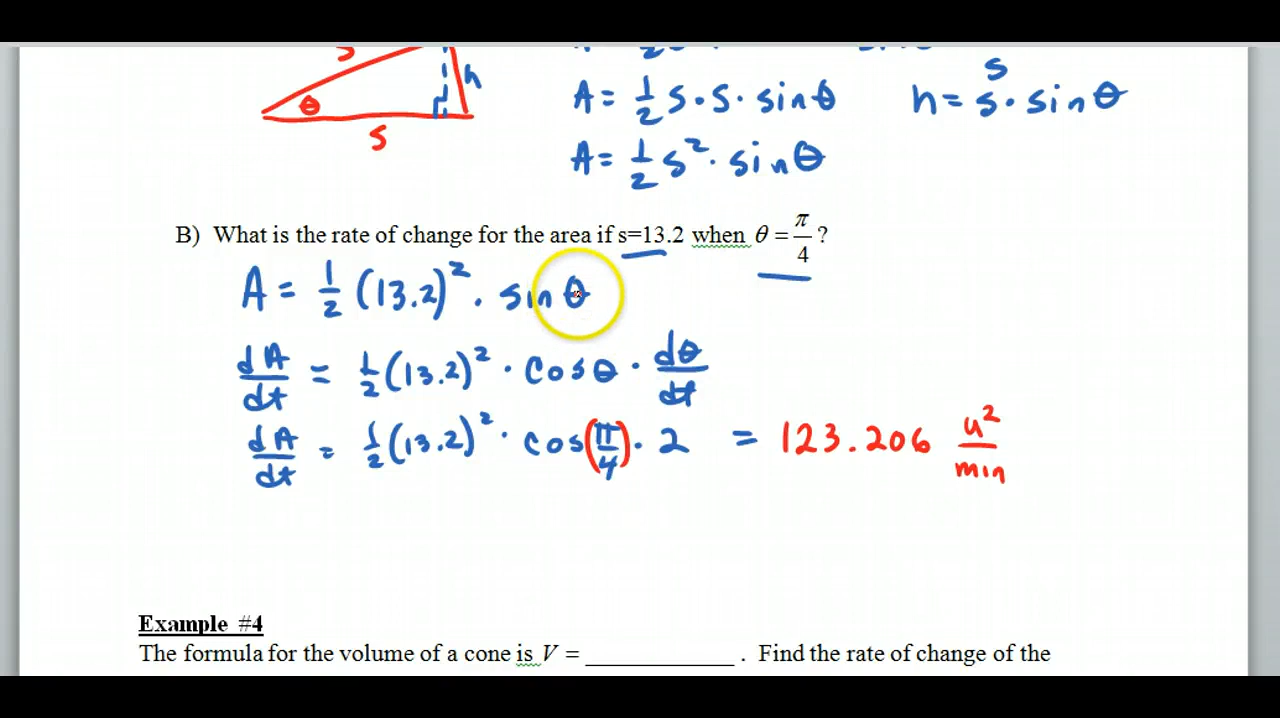 s
h
θ
s
A = 1/2 s · s · sin θ
s
h = s · sin θ
A = 1/2 s² · sin θ
B) What is the rate of change for the area if s=13.2 when θ = π/4 ?
A = 1/2 (13.2)² · sin θ
dA/dt = 1/2 (13.2)² · cos θ · dθ/dt
dA/dt = 1/2 (13.2)² · cos(π/4) · 2 = 123.206 u²/min
Example #4
The formula for the volume of a cone is V = ____________ . Find the rate of change of the